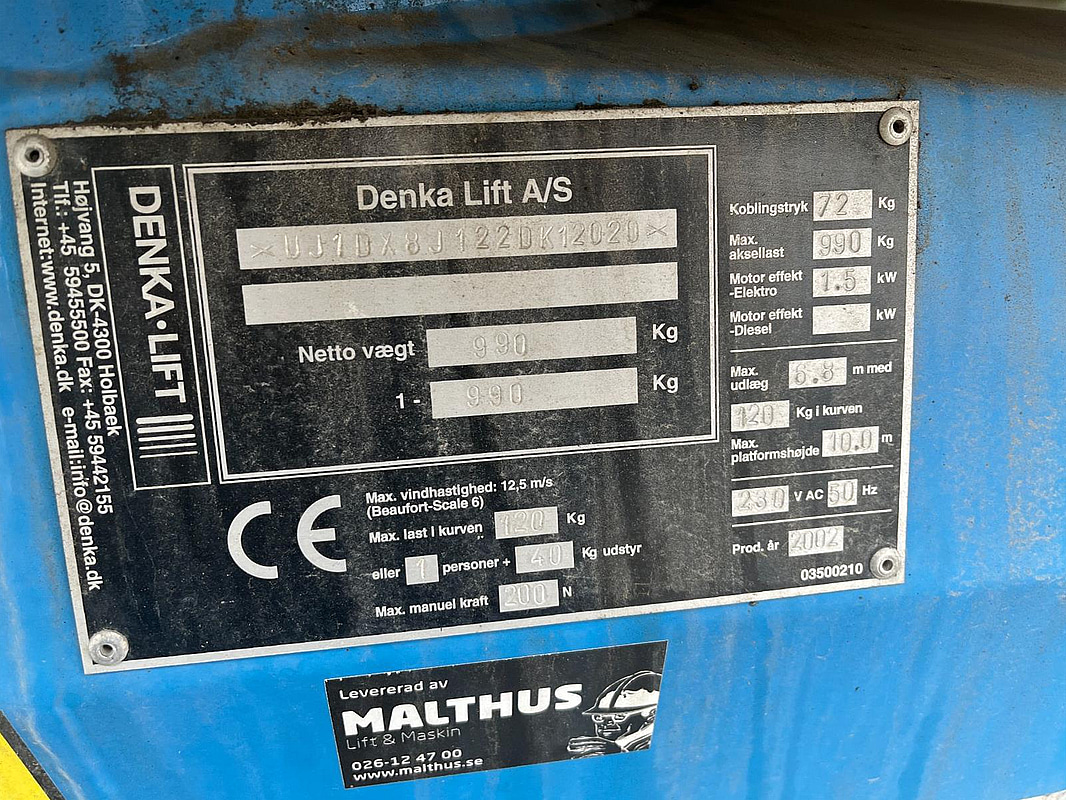 DENKA•LIFT
Højvang 5, DK-4300 Holbaek
Tlf.: +45 59455500 Fax: +45 59442155
Internet:www.denka.dk e-mail:info@denka.dk
Denka Lift A/S
*UJ1DX8J122DK12020*
Netto vægt 990 Kg
1- 990 Kg
CE
Max. vindhastighed: 12,5 m/s
(Beaufort-Scale 6)
Max. last i kurven 120 Kg
eller 1 personer + 40 Kg udstyr
Max. manuel kraft 200 N
Koblingstryk 72 Kg
Max.
aksellast 990 Kg
Motor effekt
-Elektro 1.5 kW
Motor effekt
-Diesel kW
Max.
udlæg 6.8 m med
120 Kg i kurven
Max.
platformshøjde 10.0 m
230 V AC 50 Hz
Prod. år 2002
03500210
Levererad av
MALTHUS
Lift & Maskin
026-12 47 00
www.malthus.se